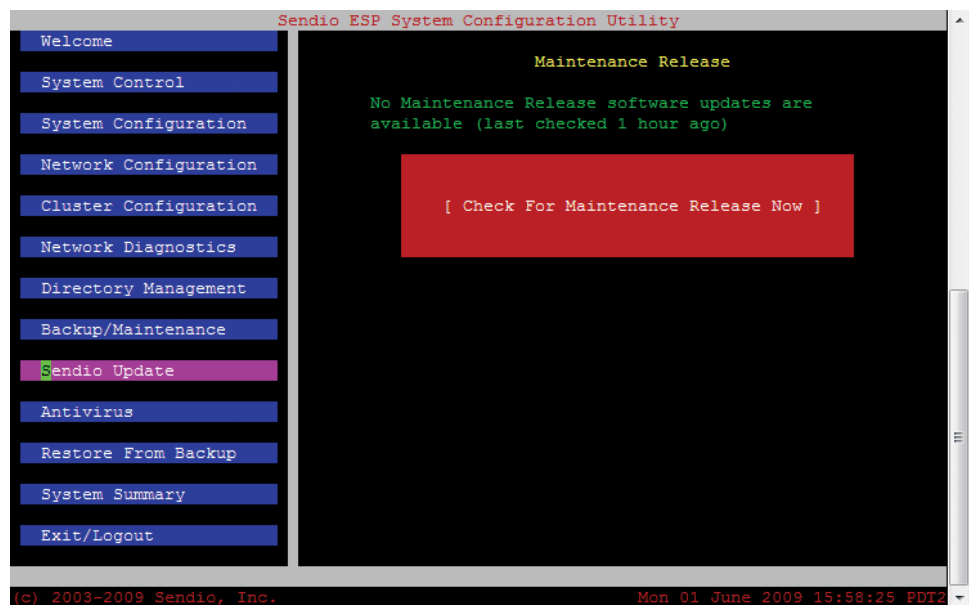 Sendio ESP System Configuration Utility
Welcome
System Control
System Configuration
Network Configuration
Cluster Configuration
Network Diagnostics
Directory Management
Backup/Maintenance
Sendio Update
Antivirus
Restore From Backup
System Summary
Exit/Logout
Maintenance Release
No Maintenance Release software updates are
available (last checked 1 hour ago)
[ Check For Maintenance Release Now ]
(c) 2003-2009 Sendio, Inc.
Mon 01 June 2009 15:58:25 PDT2